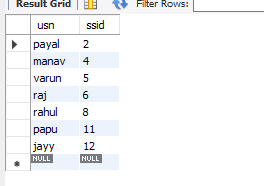 Result Grid Filter Rows:
usn ssid
payal 2
manav 4
varun 5
raj 6
rahul 8
papu 11
jayy 12
NULL NULL